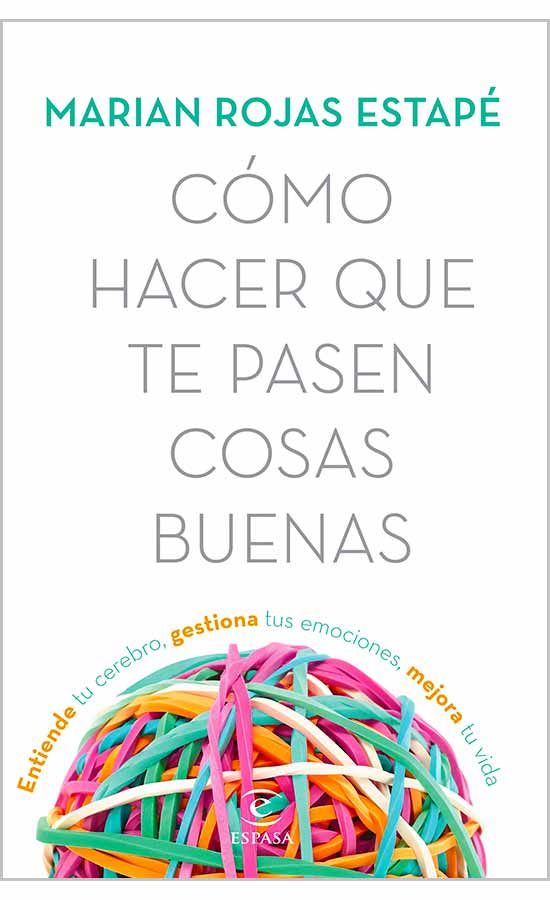 MARIAN ROJAS ESTAPÉ
CÓMO
HACER QUE
TE PASEN
COSAS
BUENAS
Entiende tu cerebro, gestiona tus emociones, mejora tu vida
e
ESPASA